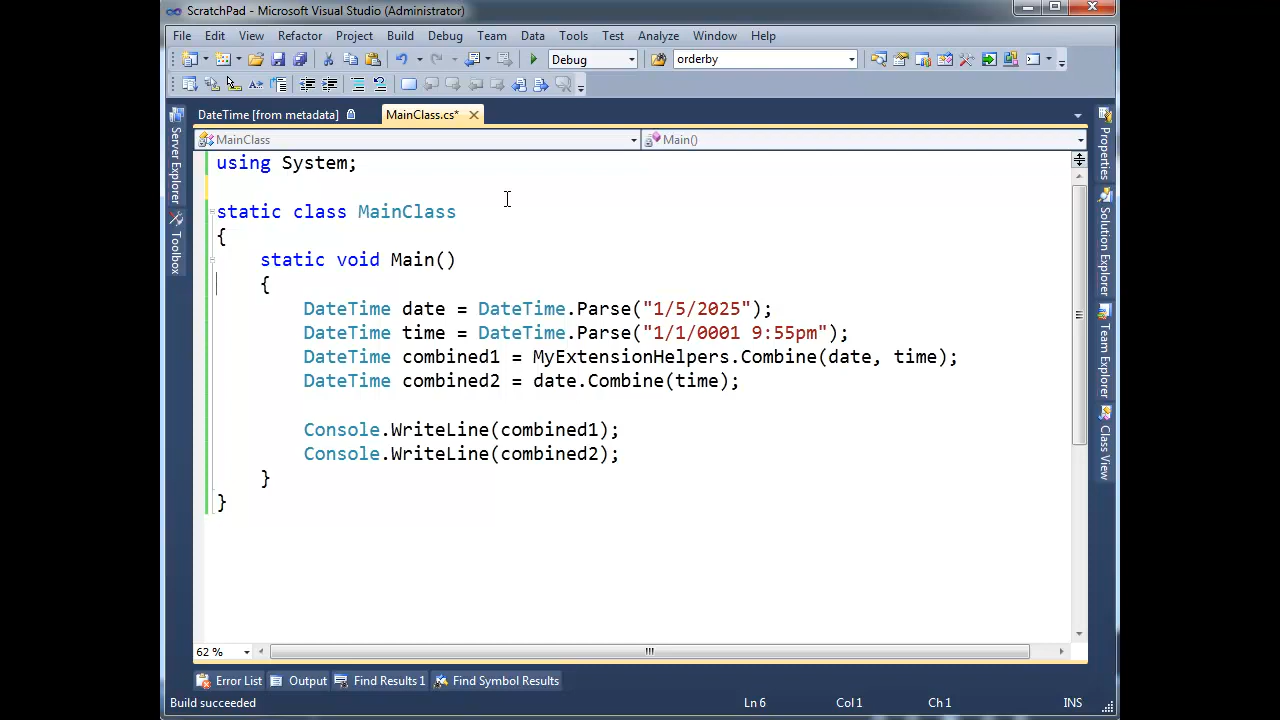 ScratchPad - Microsoft Visual Studio (Administrator)
File Edit View Refactor Project Build Debug Team Data Tools Test Analyze Window Help
Debug orderby
DateTime [from metadata] MainClass.cs*
MainClass Main()
using System;
static class MainClass
{
static void Main()
{
DateTime date = DateTime.Parse("1/5/2025");
DateTime time = DateTime.Parse("1/1/0001 9:55pm");
DateTime combined1 = MyExtensionHelpers.Combine(date, time);
DateTime combined2 = date.Combine(time);
Console.WriteLine(combined1);
Console.WriteLine(combined2);
}
}
Server Explorer
Toolbox
Properties
Solution Explorer
Team Explorer
Class View
62 %
Error List Output Find Results 1 Find Symbol Results
Build succeeded Ln 6 Col 1 Ch 1 INS